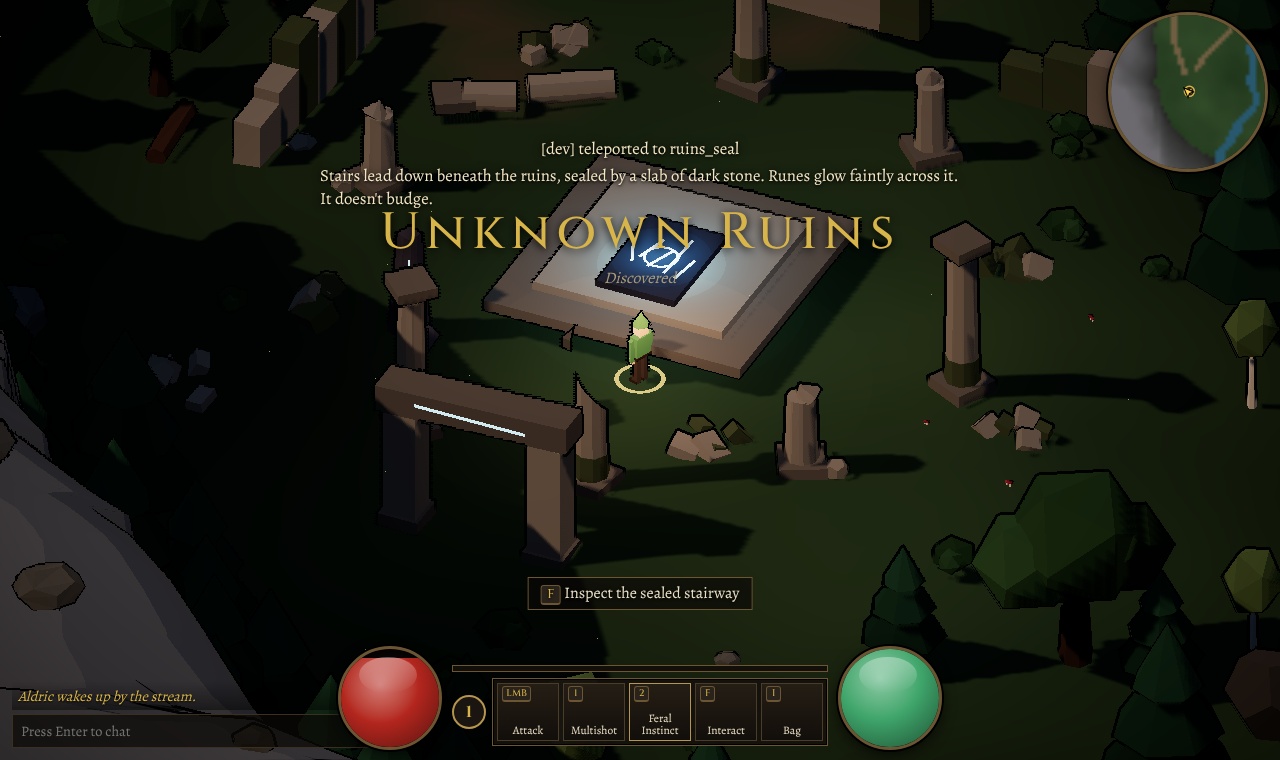 [dev] teleported to ruins_seal
Stairs lead down beneath the ruins, sealed by a slab of dark stone. Runes glow faintly across it.
It doesn't budge.
Unknown Ruins
Discovered
F Inspect the sealed stairway
Aldric wakes up by the stream.
Press Enter to chat
1
LMB Attack
1 Multishot
2 Feral Instinct
F Interact
I Bag